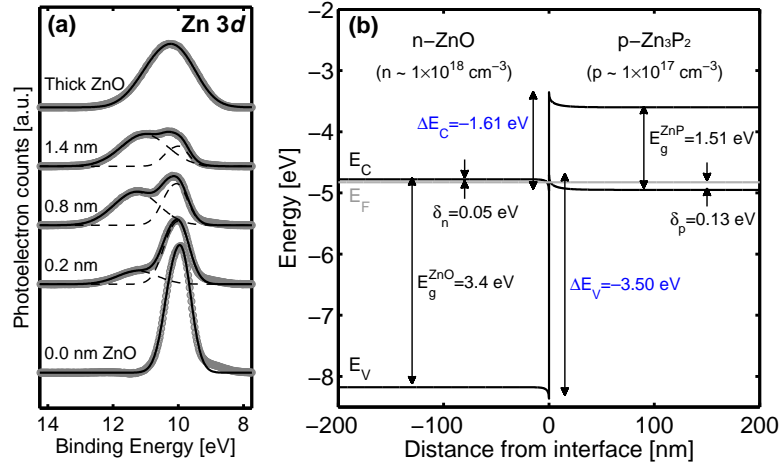 (a)
Zn 3d
Thick ZnO
1.4 nm
0.8 nm
0.2 nm
0.0 nm ZnO
14 12 10 8
Binding Energy [eV]
Photoelectron counts [a.u.]
(b)
n−ZnO
(n ~ 1×10¹⁸ cm⁻³)
p−Zn₃P₂
(p ~ 1×10¹⁷ cm⁻³)
ΔE_C=−1.61 eV
E_g^ZnP=1.51 eV
E_C
E_F
δ_n=0.05 eV
δ_p=0.13 eV
E_g^ZnO=3.4 eV
ΔE_V=−3.50 eV
E_V
−2
−3
−4
−5
−6
−7
−8
Energy [eV]
−200 −100 0 100 200
Distance from interface [nm]